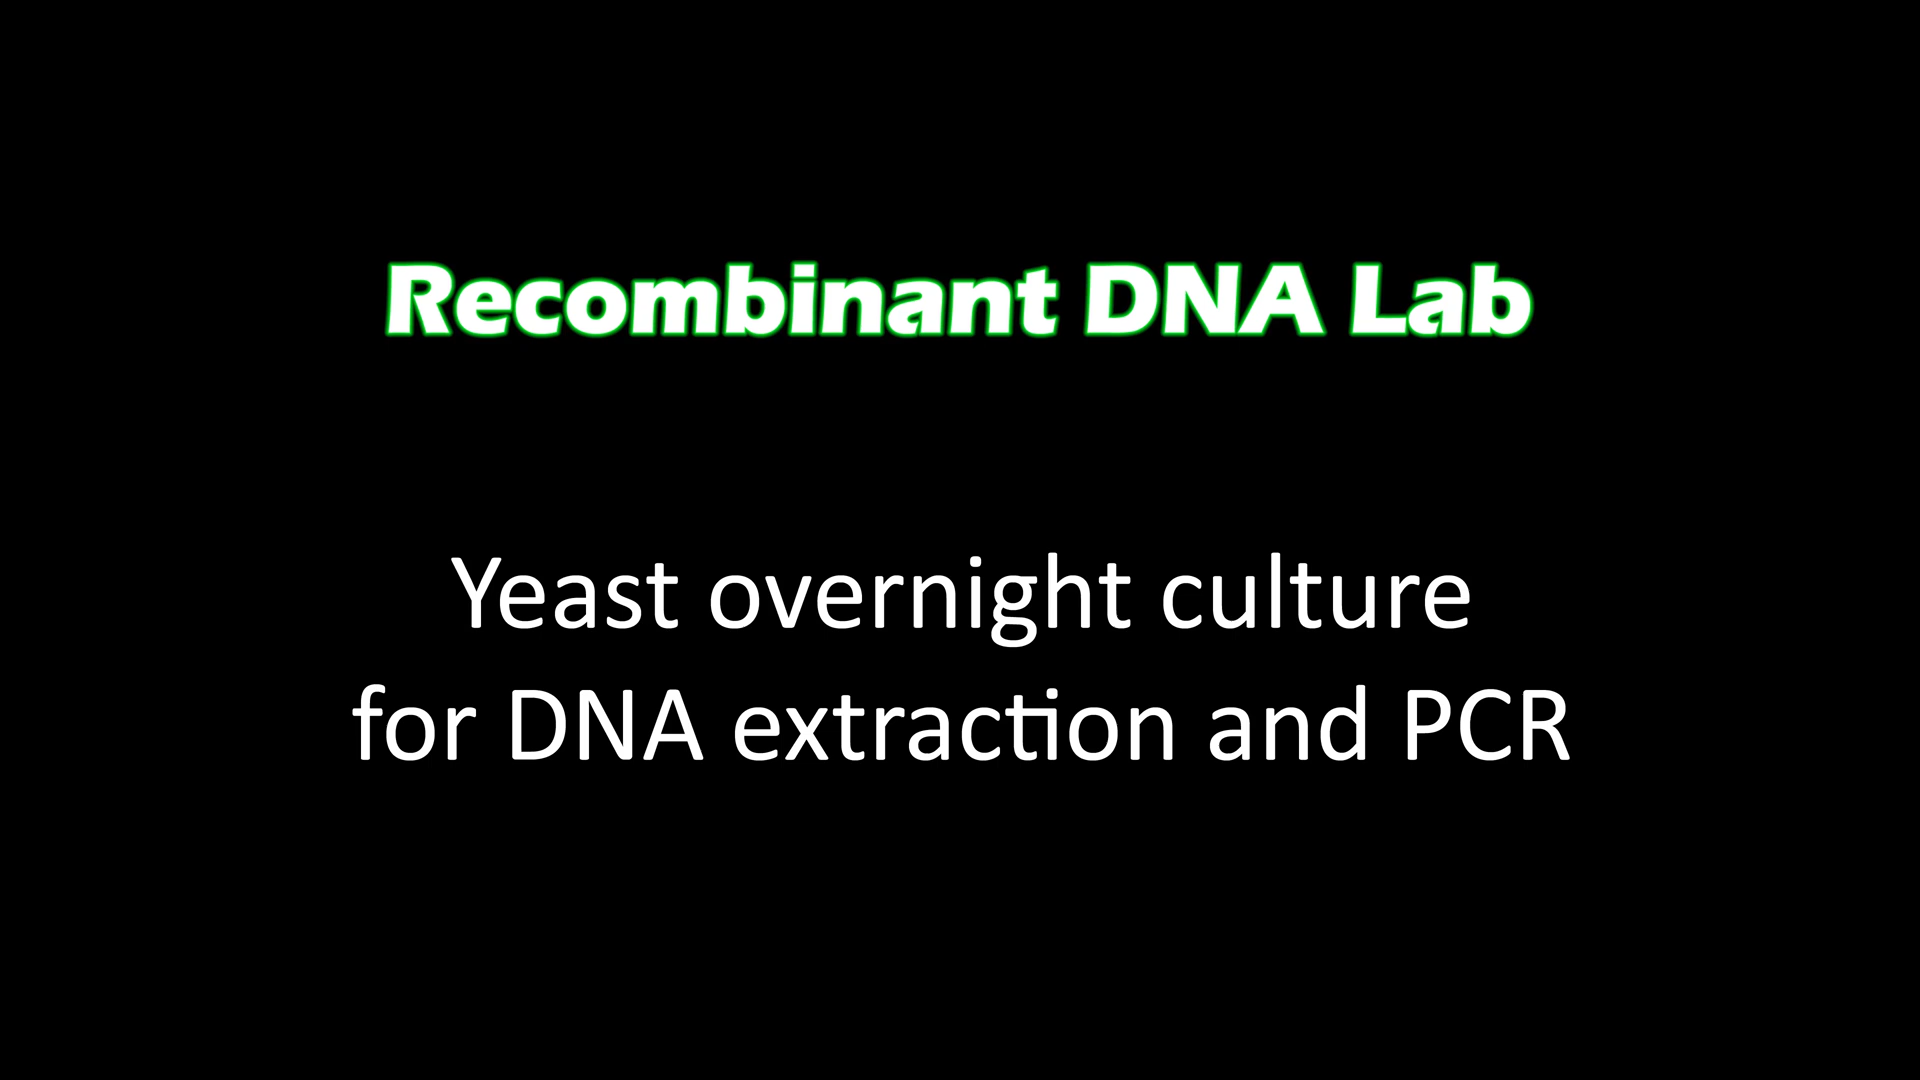 Recombinant DNA Lab
Yeast overnight culture
for DNA extraction and PCR